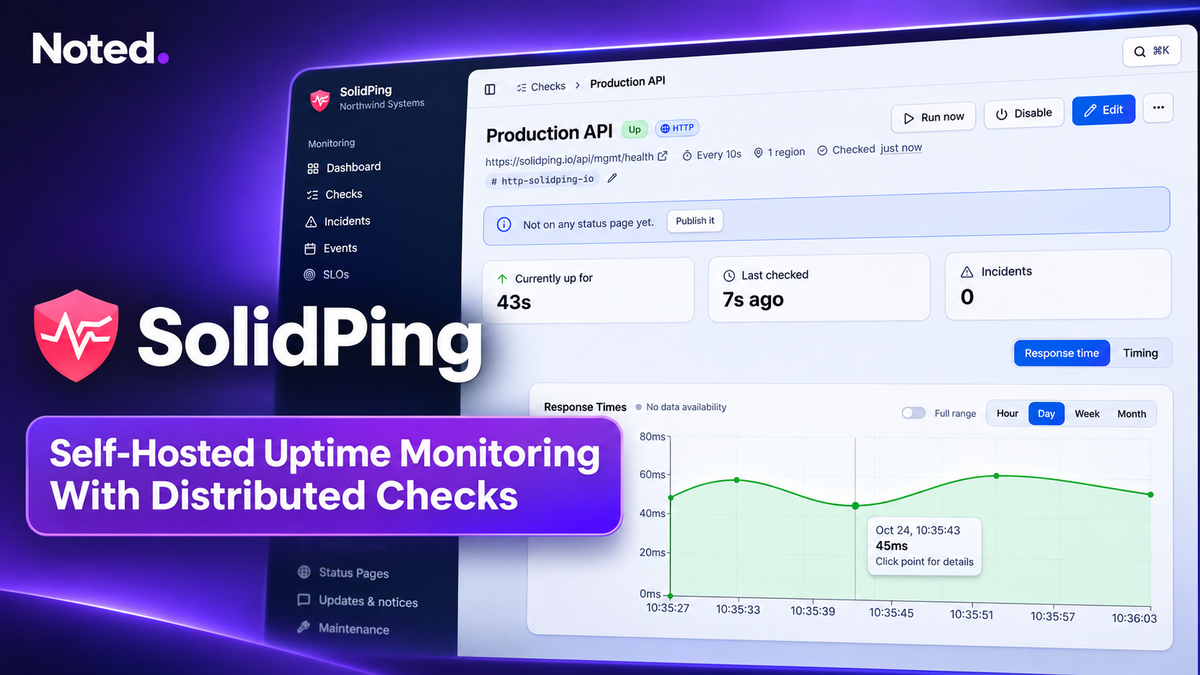 Noted.
SolidPing
Northwind Systems
Monitoring
Dashboard
Checks
Incidents
Events
SLOs
Status Pages
Updates & notices
Maintenance
SolidPing
Self-Hosted Uptime Monitoring
With Distributed Checks
Checks > Production API
⌘K
Production API Up HTTP
Run now Disable Edit ...
https://solidping.io/api/mgmt/health Every 10s 1 region Checked just now
# http-solidping-io
Not on any status page yet. Publish it
Currently up for
43s
Last checked
7s ago
Incidents
0
Response time Timing
Response Times No data availability Full range Hour Day Week Month
80ms
60ms
40ms
20ms
0ms
Oct 24, 10:35:43
45ms
Click point for details
10:35:27 10:35:33 10:35:39 10:35:45 10:35:51 10:35:57 10:36:03